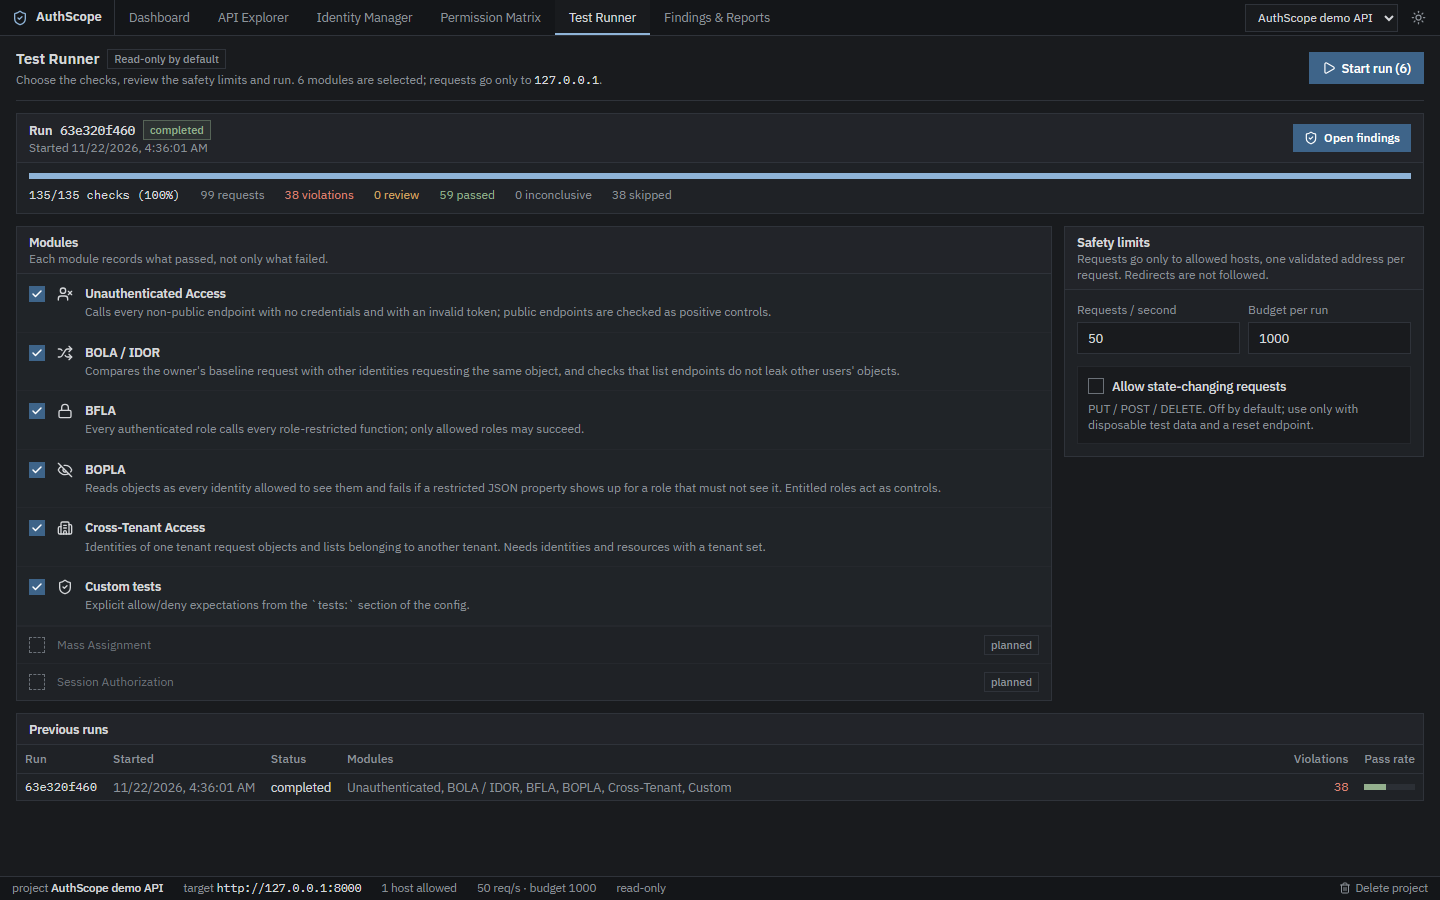 AuthScope
Dashboard
API Explorer
Identity Manager
Permission Matrix
Test Runner
Findings & Reports
AuthScope demo API
Test Runner
Read-only by default
Choose the checks, review the safety limits and run. 6 modules are selected; requests go only to 127.0.0.1.
Start run (6)
Run 63e320f460 completed
Started 11/22/2026, 4:36:01 AM
Open findings
135/135 checks (100%) 99 requests 38 violations 0 review 59 passed 0 inconclusive 38 skipped
Modules
Each module records what passed, not only what failed.
Unauthenticated Access
Calls every non-public endpoint with no credentials and with an invalid token; public endpoints are checked as positive controls.
BOLA / IDOR
Compares the owner's baseline request with other identities requesting the same object, and checks that list endpoints do not leak other users' objects.
BFLA
Every authenticated role calls every role-restricted function; only allowed roles may succeed.
BOPLA
Reads objects as every identity allowed to see them and fails if a restricted JSON property shows up for a role that must not see it. Entitled roles act as controls.
Cross-Tenant Access
Identities of one tenant request objects and lists belonging to another tenant. Needs identities and resources with a tenant set.
Custom tests
Explicit allow/deny expectations from the `tests:` section of the config.
Mass Assignment planned
Session Authorization planned
Safety limits
Requests go only to allowed hosts, one validated address per
request. Redirects are not followed.
Requests / second Budget per run
50 1000
Allow state-changing requests
PUT / POST / DELETE. Off by default; use only with
disposable test data and a reset endpoint.
Previous runs
Run Started Status Modules Violations Pass rate
63e320f460 11/22/2026, 4:36:01 AM completed Unauthenticated, BOLA / IDOR, BFLA, BOPLA, Cross-Tenant, Custom 38
project AuthScope demo API target http://127.0.0.1:8000 1 host allowed 50 req/s · budget 1000 read-only Delete project